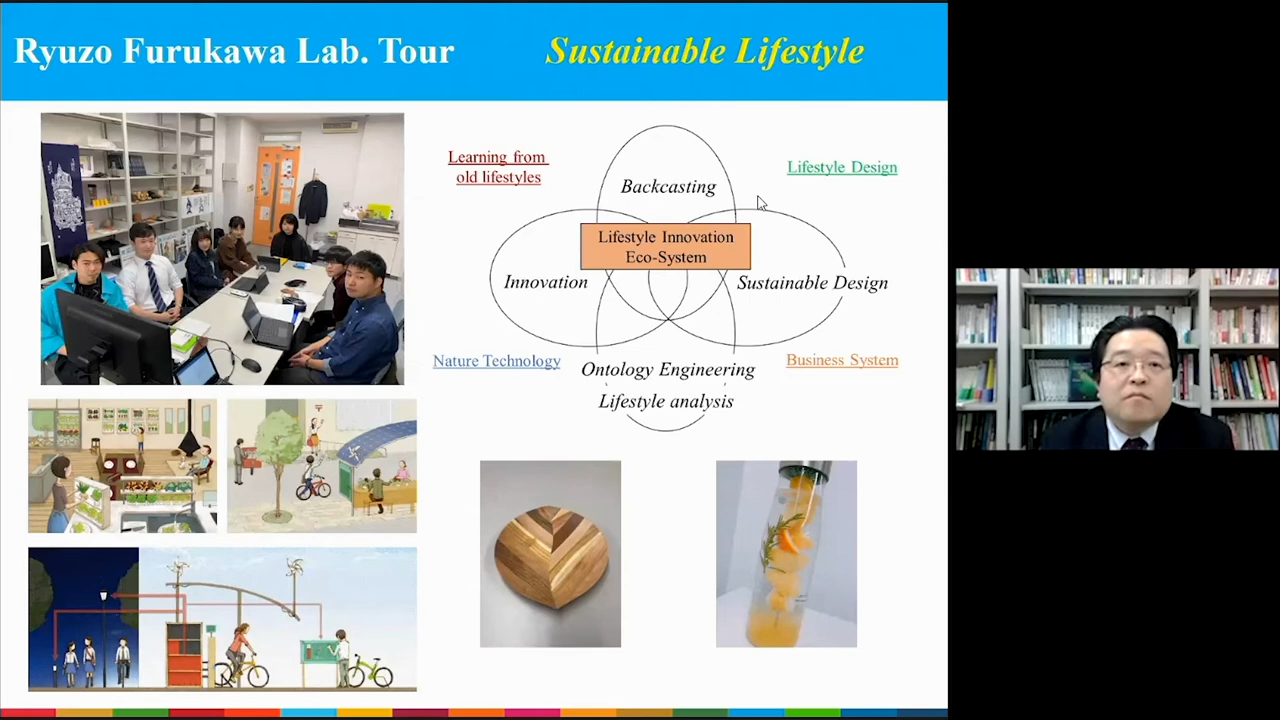 Ryuzo Furukawa Lab. Tour
Sustainable Lifestyle
Learning from
old lifestyles
Lifestyle Design
Backcasting
Lifestyle Innovation
Eco-System
Innovation
Sustainable Design
Nature Technology
Business System
Ontology Engineering
Lifestyle analysis